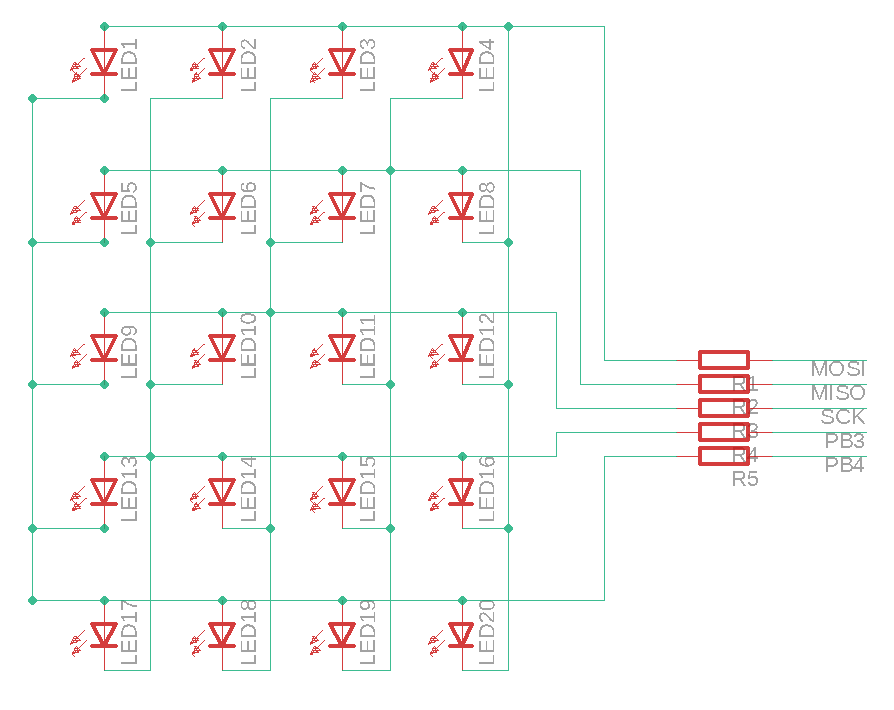 LED1 LED2 LED3 LED4
LED5 LED6 LED7 LED8
LED9 LED10 LED11 LED12
R1 MOSI
R2 MISO
R3 SCK
R4 PB3
R5 PB4
LED13 LED14 LED15 LED16
LED17 LED18 LED19 LED20